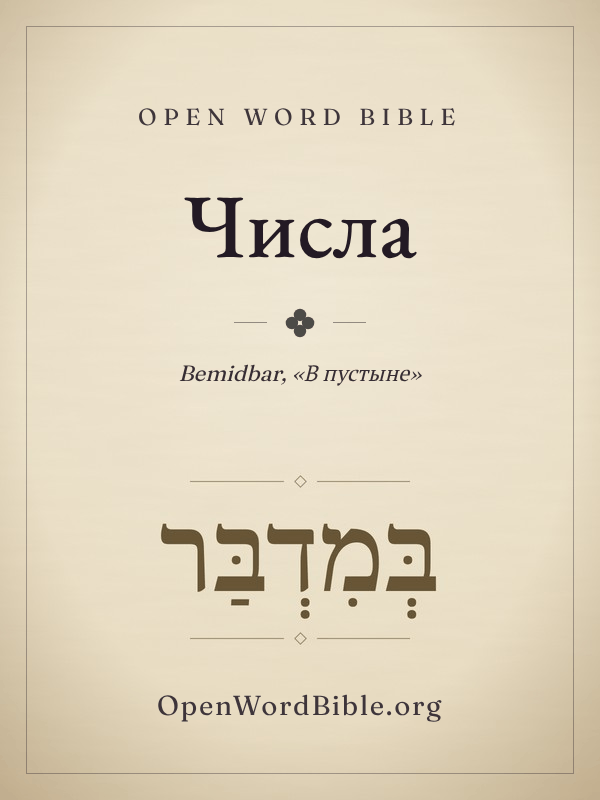 OPEN WORD BIBLE
Числа
Bemidbar, «В пустыне»
בְּמִדְבַּר
OpenWordBible.org